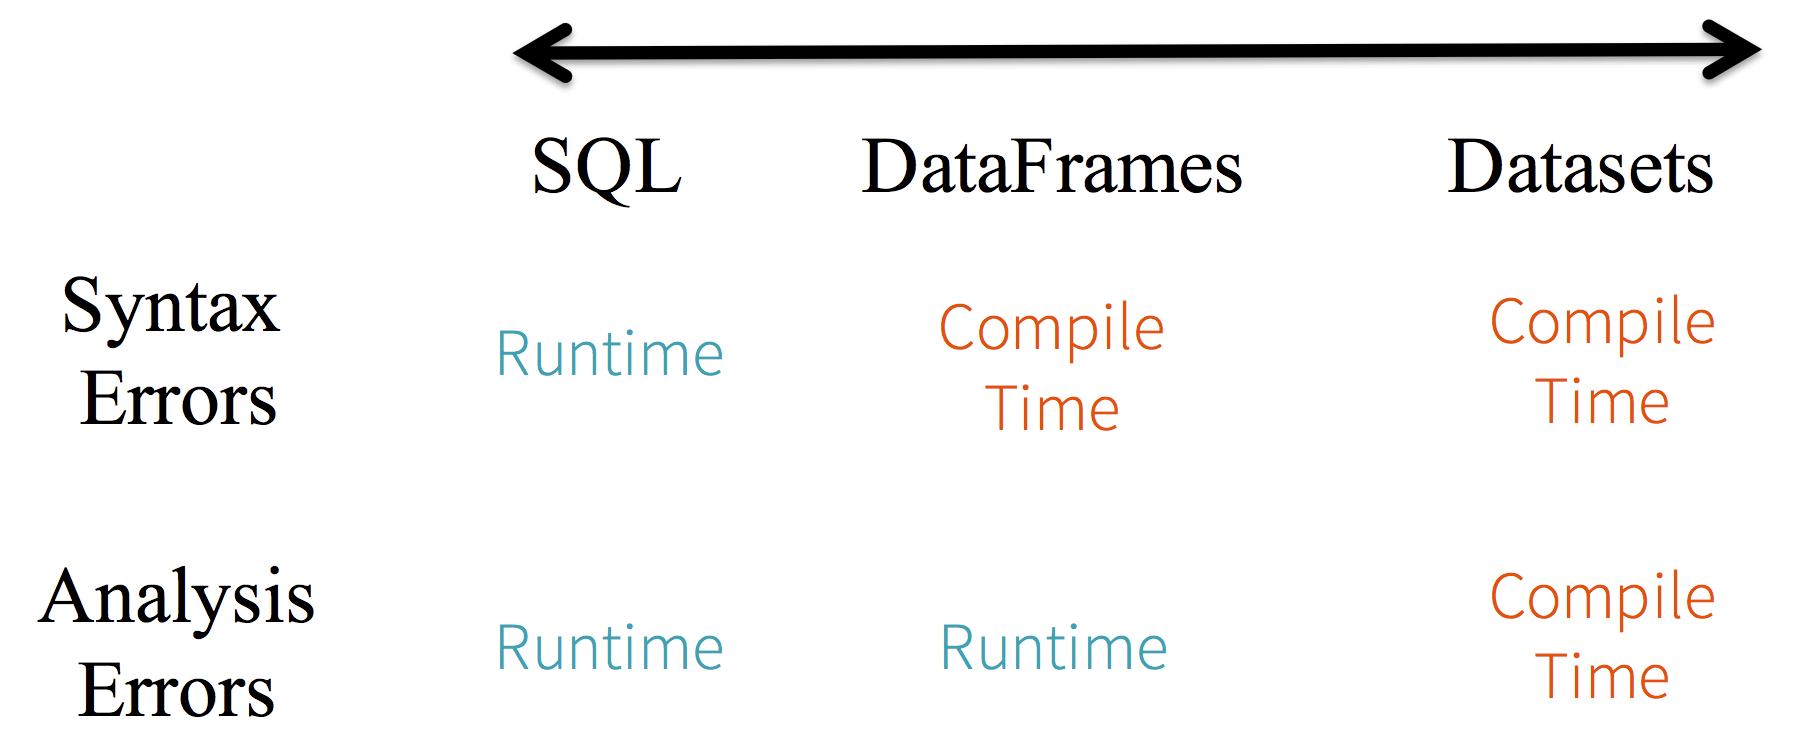 SQL DataFrames Datasets
Syntax
Errors
Runtime
Compile
Time
Compile
Time
Analysis
Errors
Runtime
Runtime
Compile
Time